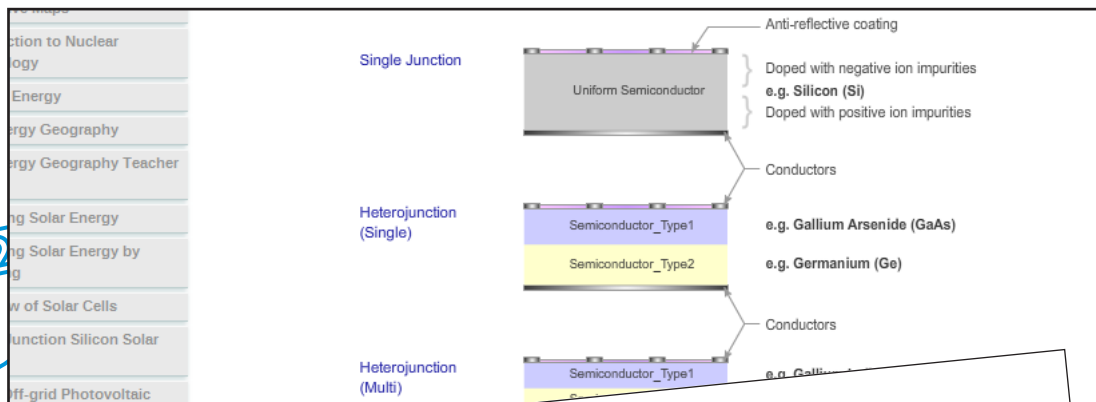 ction to Nuclear
logy
Energy
ergy Geography
ergy Geography Teacher
ng Solar Energy
ng Solar Energy by
g
w of Solar Cells
unction Silicon Solar
ff-grid Photovoltaic
Anti-reflective coating
Single Junction
Uniform Semiconductor
Doped with negative ion impurities
e.g. Silicon (Si)
Doped with positive ion impurities
Conductors
Heterojunction
(Single)
Semiconductor_Type1
e.g. Gallium Arsenide (GaAs)
Semiconductor_Type2
e.g. Germanium (Ge)
Conductors
Heterojunction
(Multi)
Semiconductor_Type1
e.g.